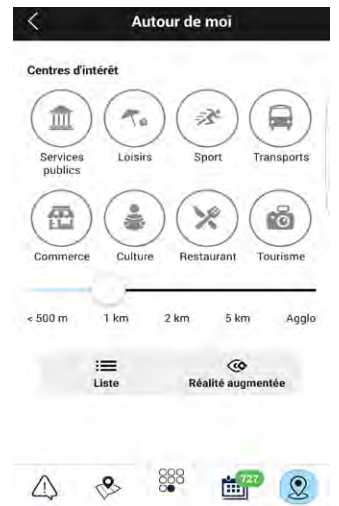 Autour de moi
Centres d'intérêt
Services publics Loisirs Sport Transports
Commerce Culture Restaurant Tourisme
< 500 m 1 km 2 km 5 km Agglo
Liste Réalité augmentée
727